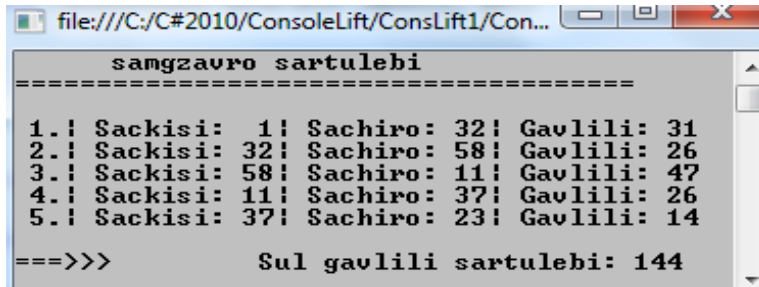 file:///C:/C#2010/ConsoleLift/ConsLift1/Con...
samgzavro sartulebi
=======================================
1.¦ Sackisi:  1¦ Sachiro: 32¦ Gavlili: 31
2.¦ Sackisi: 32¦ Sachiro: 58¦ Gavlili: 26
3.¦ Sackisi: 58¦ Sachiro: 11¦ Gavlili: 47
4.¦ Sackisi: 11¦ Sachiro: 37¦ Gavlili: 26
5.¦ Sackisi: 37¦ Sachiro: 23¦ Gavlili: 14
===>>>         Sul gavlili sartulebi: 144